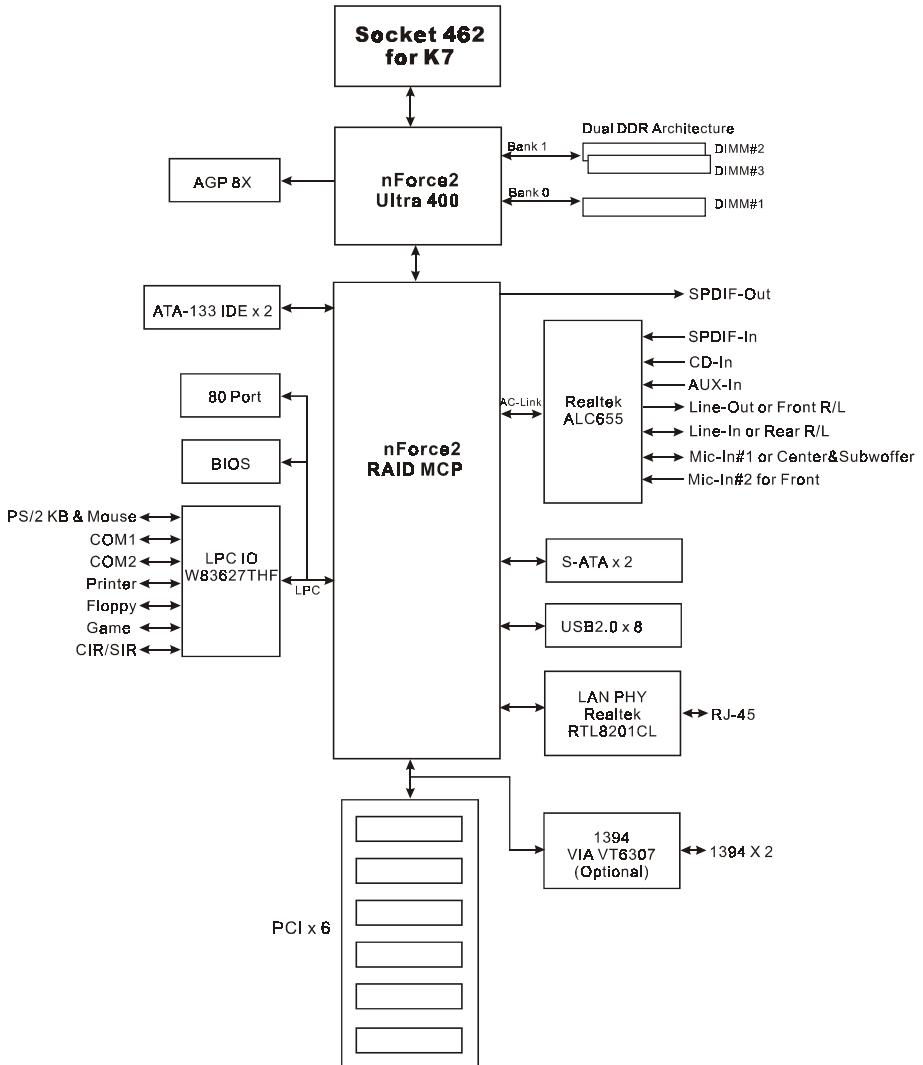 Socket 462
for K7
Dual DDR Architecture
Bank 1
DIMM#2
DIMM#3
AGP 8X
nForce2
Ultra 400
Bank 0
DIMM#1
ATA-133 IDE x 2
SPDIF-Out
SPDIF-In
CD-In
AUX-In
80 Port
AC-Link
Realtek
ALC655
Line-Out or Front R/L
Line-In or Rear R/L
nForce2
RAID MCP
BIOS
Mic-In#1 or Center&Subwoffer
Mic-In#2 for Front
PS/2 KB & Mouse
COM1
COM2
Printer
Floppy
Game
CIR/SIR
LPC IO
W83627THF
LPC
S-ATA x 2
USB2.0 x 8
LAN PHY
Realtek
RTL8201CL
RJ-45
1394
VIA VT6307
(Optional)
1394 X 2
PCI x 6